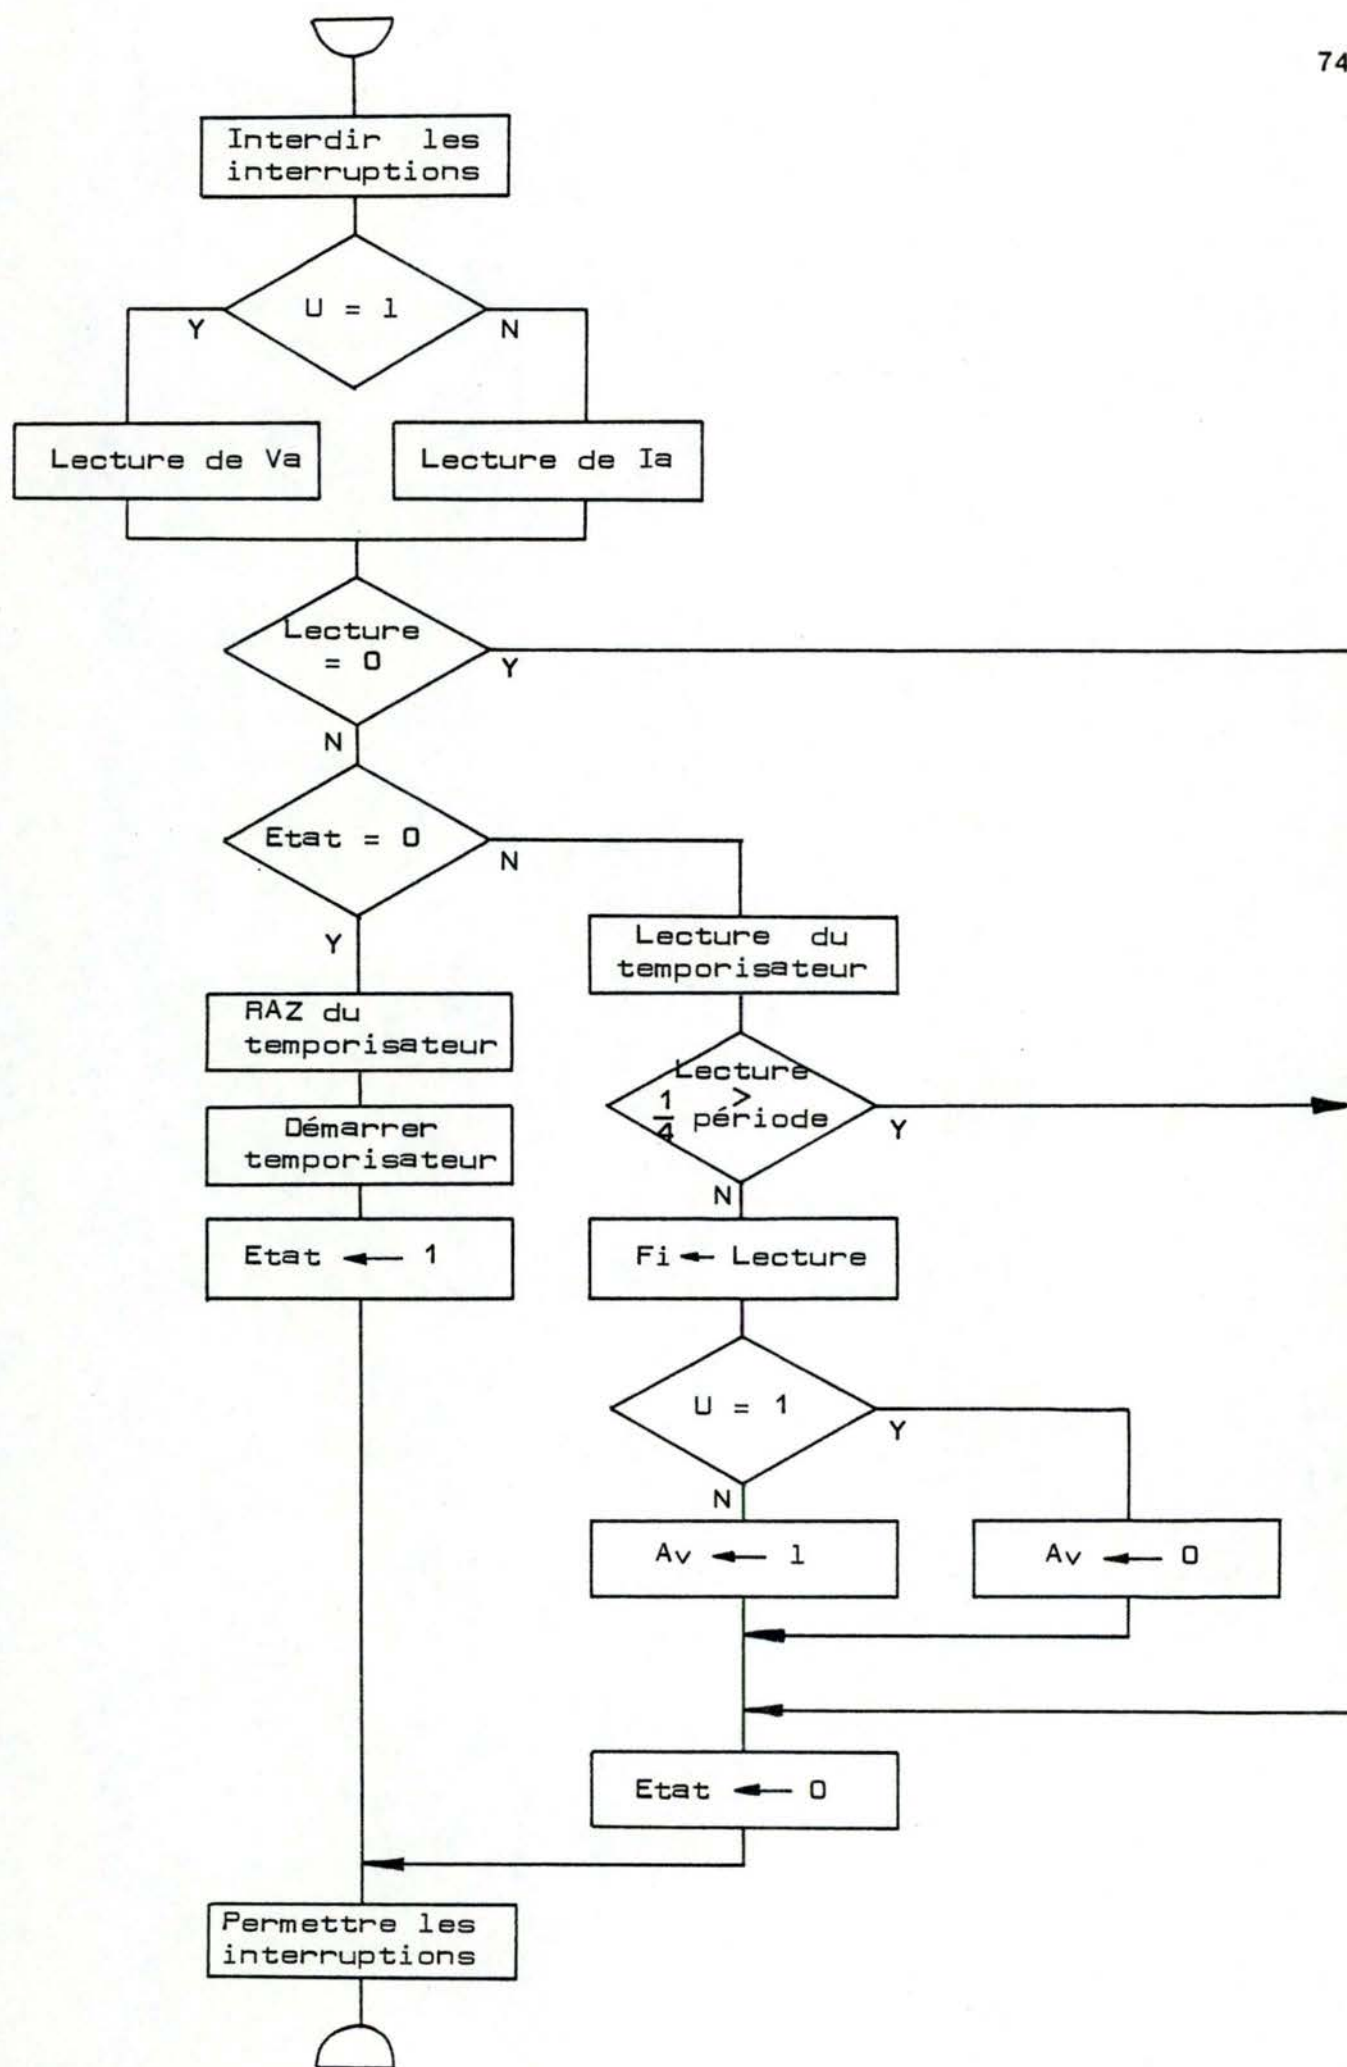 74
Interdir les
interruptions
U = 1
Y
N
Lecture de Va
Lecture de Ia
Lecture
= 0
Y
N
Etat = 0
N
Y
Lecture du
temporisateur
RAZ du
temporisateur
Lecture
>
1/4 période
Y
N
Démarrer
temporisateur
Etat ← 1
Fi ← Lecture
U = 1
Y
N
Av ← 1
Av ← 0
Etat ← 0
Permettre les
interruptions